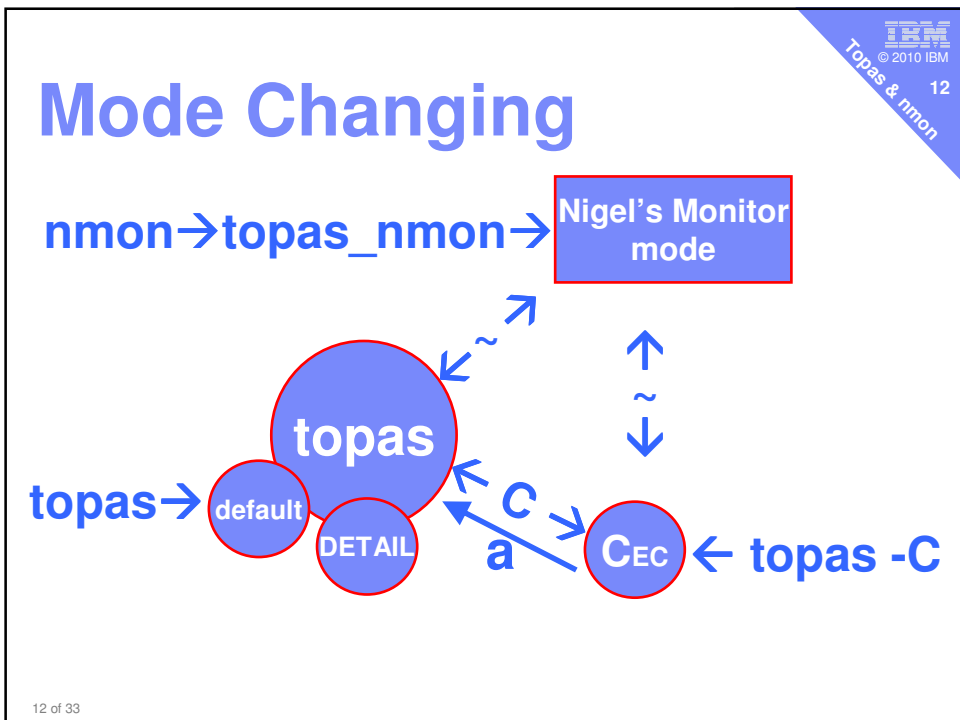 IBM
© 2010 IBM
12
Topas & nmon
Mode Changing
nmon→topas_nmon→
Nigel's Monitor
mode
← ~ →
↑
~
↓
topas
topas→
default
DETAIL
← C →
a
CEC
← topas -C
12 of 33